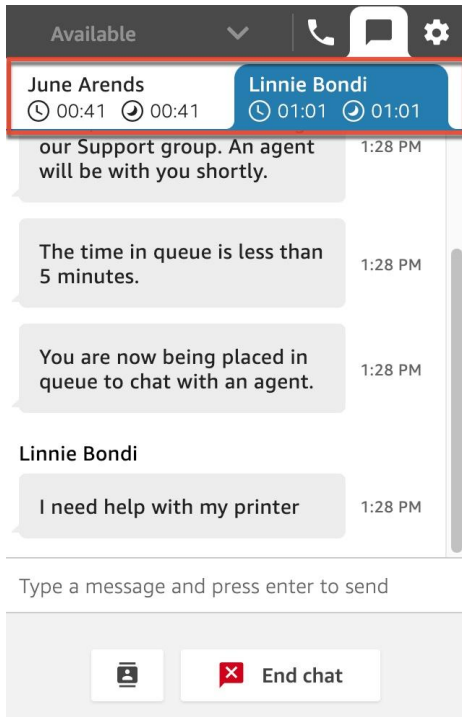 Available
June Arends
00:41 00:41
Linnie Bondi
01:01 01:01
our Support group. An agent
will be with you shortly.
1:28 PM
The time in queue is less than
5 minutes.
1:28 PM
You are now being placed in
queue to chat with an agent.
1:28 PM
Linnie Bondi
I need help with my printer
1:28 PM
Type a message and press enter to send
End chat